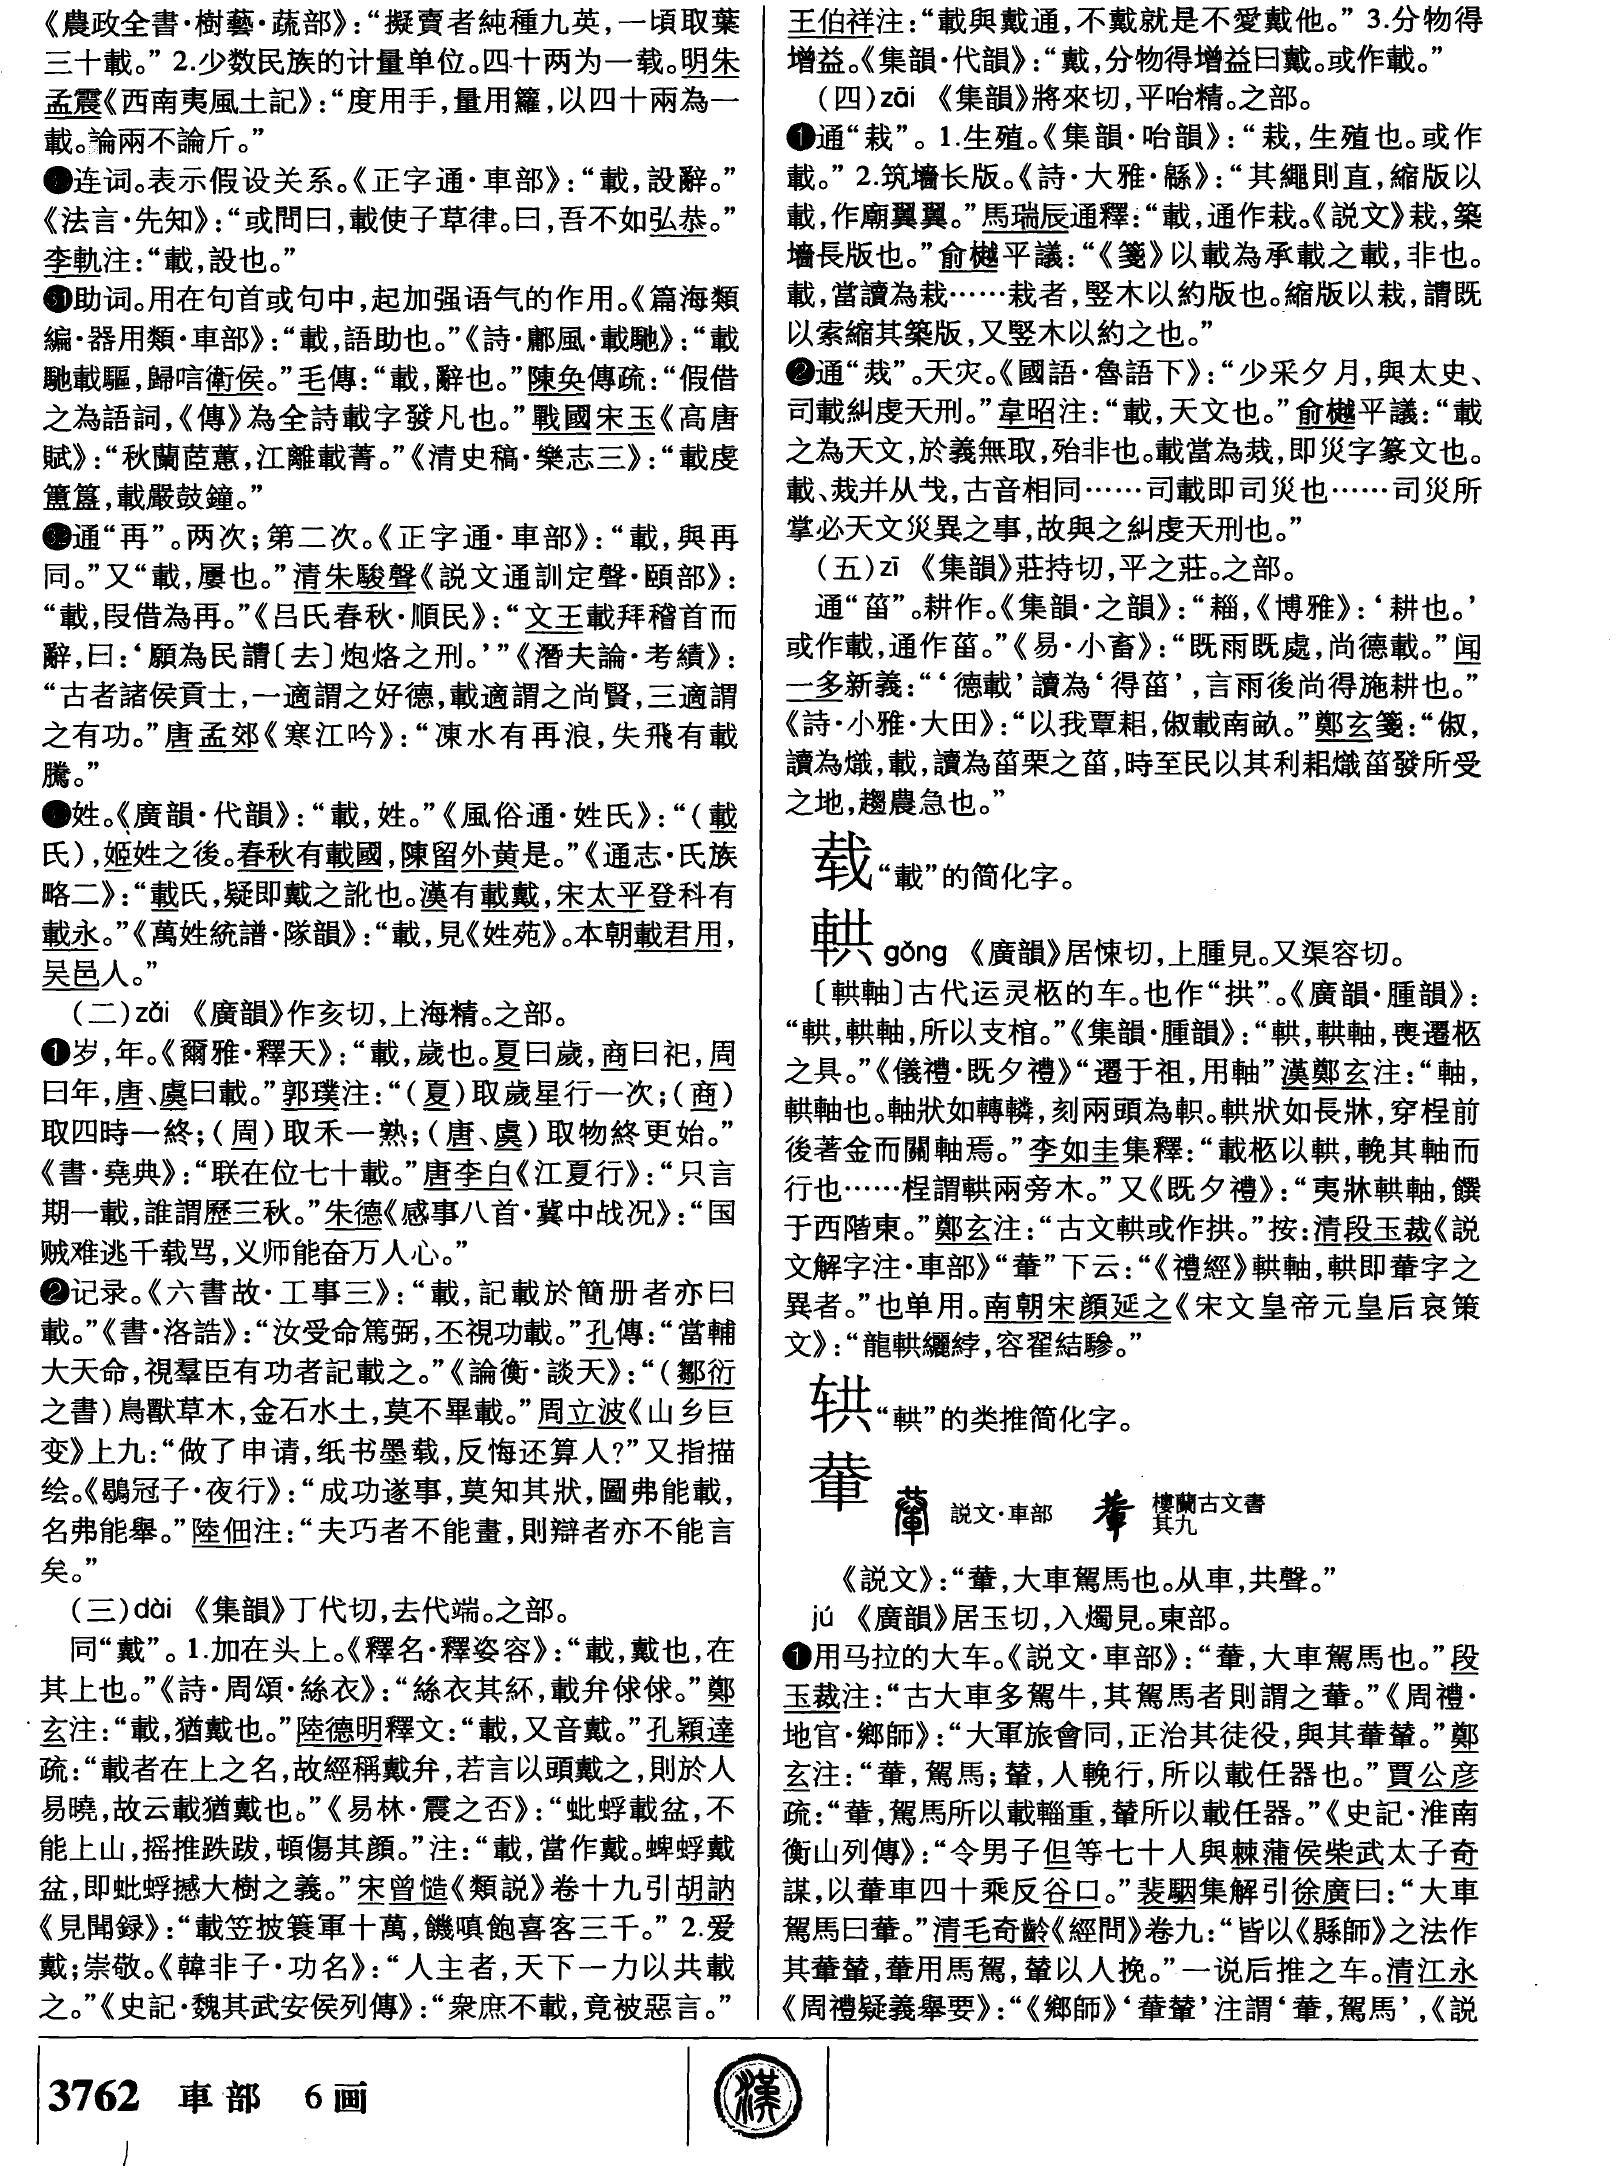 《農政全書·樹藝·蔬部》：“擬賣者純種九英，一頃取葉
三十載。” 2.少数民族的计量单位。四十两为一载。明朱
孟震《西南夷風土記》：“度用手，量用籮，以四十兩為一
載。論兩不論斤。”
連词。表示假设关系。《正字通·車部》：“載，設辭。”
《法言·先知》：“或問曰，載使子草律。曰，吾不如弘恭。”
李軌注：“載，設也。”
㉛助词。用在句首或句中，起加强语气的作用。《篇海類
編·器用類·車部》：“載，語助也。”《詩·鄘風·載馳》：“載
馳載驅，歸唁衛侯。”毛傳：“載，辭也。”陳奂傳疏：“假借
之為語詞，《傳》為全詩載字發凡也。”戰國宋玉《高唐
賦》：“秋蘭茝蕙，江離載菁。”《清史稿·樂志三》：“載虔
簠簋，載嚴鼓鐘。”
㉜通“再”。两次；第二次。《正字通·車部》：“載，與再
同。”又“載，屢也。”清朱駿聲《説文通訓定聲·頤部》：
“載，叚借為再。”《吕氏春秋·順民》：“文王載拜稽首而
辭，曰：‘願為民請〔去〕炮烙之刑。’”《潛夫論·考績》：
“古者諸侯貢士，一適謂之好德，載適謂之尚賢，三適謂
之有功。”唐孟郊《寒江吟》：“凍水有再浪，失飛有載
騰。”
姓。《廣韻·代韻》：“載，姓。”《風俗通·姓氏》：“（載
氏），姬姓之後。春秋有載國，陳留外黄是。”《通志·氏族
略二》：“載氏，疑即戴之訛也。漢有載戴，宋太平登科有
載永。”《萬姓統譜·隊韻》：“載，見《姓苑》。本朝載君用，
吴邑人。”
（二）zǎi 《廣韻》作亥切，上海精。之部。
❶岁，年。《爾雅·釋天》：“載，歲也。夏曰歲，商曰祀，周
曰年，唐、虞曰載。”郭璞注：“（夏）取歲星行一次；（商）
取四時一終；（周）取禾一熟；（唐、虞）取物終更始。”
《書·堯典》：“朕在位七十載。”唐李白《江夏行》：“只言
期一載，誰謂歷三秋。”朱德《感事八首·冀中战况》：“国
贼难逃千载骂，义师能奋万人心。”
❷记录。《六書故·工事三》：“載，記載於簡册者亦曰
載。”《書·洛誥》：“汝受命篤弼，丕視功載。”孔傳：“當輔
大天命，視羣臣有功者記載之。”《論衡·談天》：“（鄒衍
之書）鳥獸草木，金石水土，莫不畢載。”周立波《山乡巨
变》上九：“做了申请，纸书墨载，反悔还算人？”又指描
绘。《鶡冠子·夜行》：“成功遂事，莫知其狀，圖弗能載，
名弗能舉。”陸佃注：“夫巧者不能畫，則辯者亦不能言
矣。”
（三）dài 《集韻》丁代切，去代端。之部。
同“戴”。1.加在头上。《釋名·釋姿容》：“載，戴也，在
其上也。”《詩·周頌·絲衣》：“絲衣其紑，載弁俅俅。”鄭
玄注：“載，猶戴也。”陸德明釋文：“載，又音戴。”孔穎達
疏：“載者在上之名，故經稱戴弁，若言以頭戴之，則於人
易曉，故云載猶戴也。”《易林·震之否》：“蚍蜉載盆，不
能上山，摇推跌跋，頓傷其顔。”注：“載，當作戴。蜱蜉戴
盆，即蚍蜉撼大樹之義。”宋曾慥《類説》卷十九引胡訥
《見聞録》：“載笠披簑軍十萬，饑嗔飽喜客三千。” 2.爱
戴；崇敬。《韓非子·功名》：“人主者，天下一力以共載
之。”《史記·魏其武安侯列傳》：“衆庶不載，竟被惡言。”
王伯祥注：“載與戴通，不戴就是不愛戴他。” 3.分物得
增益。《集韻·代韻》：“戴，分物得增益曰戴。或作載。”
（四）zāi 《集韻》將來切，平咍精。之部。
❶通“栽”。1.生殖。《集韻·咍韻》：“栽，生殖也。或作
載。” 2.筑墙长版。《詩·大雅·緜》：“其繩則直，縮版以
載，作廟翼翼。”馬瑞辰通釋：“載，通作栽。《説文》栽，築
墻長版也。”俞樾平議：“《箋》以載為承載之載，非也。
載，當讀為栽……栽者，竪木以約版也。縮版以栽，謂既
以索縮其築版，又竪木以約之也。”
❷通“烖”。天灾。《國語·魯語下》：“少采夕月，與太史、
司載糾虔天刑。”韋昭注：“載，天文也。”俞樾平議：“載
之為天文，於義無取，殆非也。載當為烖，即災字篆文也。
載、烖并从𢦏，古音相同……司載即司災也……司災所
掌必天文災異之事，故與之糾虔天刑也。”
（五）zī 《集韻》莊持切，平之莊。之部。
通“菑”。耕作。《集韻·之韻》：“䎩，《博雅》：‘耕也。’
或作載，通作菑。”《易·小畜》：“既雨既處，尚德載。”闻
一多新義：“‘德載’讀為‘得菑’，言雨後尚得施耕也。”
《詩·小雅·大田》：“以我覃耜，俶載南畝。”鄭玄箋：“俶，
讀為熾，載，讀為菑栗之菑，時至民以其利耜熾菑發所受
之地，趨農急也。”
载“載”的简化字。
輁 gǒng 《廣韻》居悚切，上腫見。又渠容切。
〔輁軸〕古代运灵柩的车。也作“拱”。《廣韻·腫韻》：
“輁，輁軸，所以支棺。”《集韻·腫韻》：“輁，輁軸，喪遷柩
之具。”《儀禮·既夕禮》“遷于祖，用軸”漢鄭玄注：“軸，
輁軸也。軸狀如轉轔，刻兩頭為軹。輁狀如長牀，穿桯前
後著金而關軸焉。”李如圭集釋：“載柩以輁，輓其軸而
行也……桯謂輁兩旁木。”又《既夕禮》：“夷牀輁軸，饌
于西階東。”鄭玄注：“古文輁或作拱。”按：清段玉裁《説
文解字注·車部》“輂”下云：“《禮經》輁軸，輁即輂字之
異者。”也单用。南朝宋顔延之《宋文皇帝元皇后哀策
文》：“龍輁纚綍，容翟結驂。”
𬨀“輁”的类推简化字。
輂 説文·車部 樓蘭古文書
其九
《説文》：“輂，大車駕馬也。从車，共聲。”
jú 《廣韻》居玉切，入燭見。東部。
❶用马拉的大车。《説文·車部》：“輂，大車駕馬也。”段
玉裁注：“古大車多駕牛，其駕馬者則謂之輂。”《周禮·
地官·鄉師》：“大軍旅會同，正治其徒役，與其輂輦。”鄭
玄注：“輂，駕馬；輦，人輓行，所以載任器也。”賈公彦
疏：“輂，駕馬所以載輜重，輦所以載任器。”《史記·淮南
衡山列傳》：“令男子但等七十人與棘蒲侯柴武太子奇
謀，以輂車四十乘反谷口。”裴駰集解引徐廣曰：“大車
駕馬曰輂。”清毛奇齡《經問》卷九：“皆以《縣師》之法作
其輂輦，輂用馬駕，輦以人挽。”一说后推之车。清江永
《周禮疑義舉要》：“《鄉師》‘輂輦’注謂‘輂，駕馬’，《説
3762 車部 6画
漢